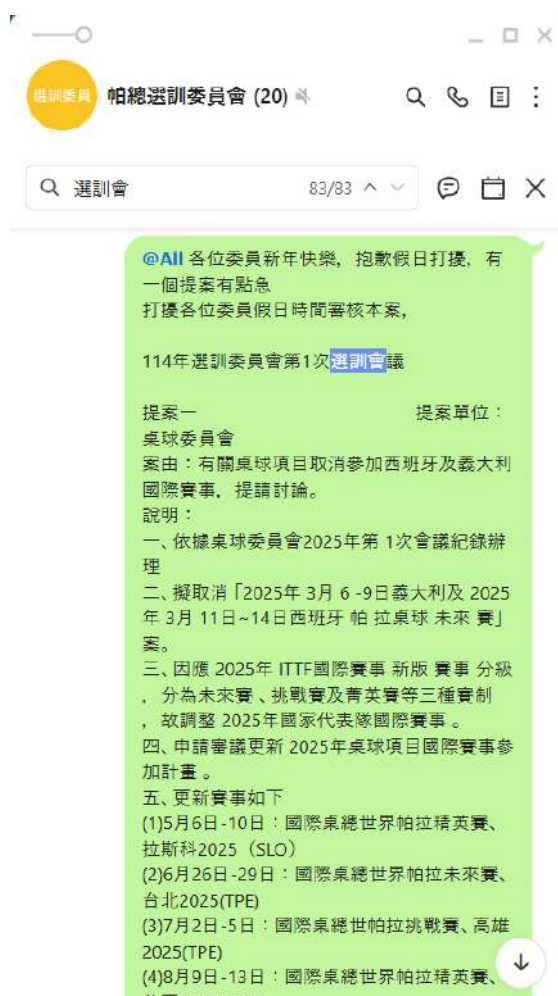 選訓委員
帕總選訓委員會 (20)
選訓會
83/83
@All 各位委員新年快樂，抱歉假日打擾，有
一個提案有點急
打擾各位委員假日時間審核本案，
114年選訓委員會第1次選訓會議
提案一 提案單位：
桌球委員會
案由：有關桌球項目取消參加西班牙及義大利
國際賽事，提請討論。
說明：
一、依據桌球委員會2025年第 1次會議紀錄辦
理
二、擬取消「2025年 3月 6 -9日義大利及 2025
年 3月 11日~14日西班牙 帕 拉桌球 未來 賽」
案。
三、因應 2025年 ITTF國際賽事 新版 賽事 分級
，分為未來賽 、挑戰賽及菁英賽等三種賽制
，故調整 2025年國家代表隊國際賽事 。
四、申請審議更新 2025年桌球項目國際賽事參
加計畫 。
五、更新賽事如下
(1)5月6日-10日：國際桌總世界帕拉精英賽、
拉斯科2025（SLO）
(2)6月26日-29日：國際桌總世界帕拉未來賽、
台北2025(TPE)
(3)7月2日-5日：國際桌總世帕拉挑戰賽、高雄
2025(TPE)
(4)8月9日-13日：國際桌總世界帕拉精英賽、